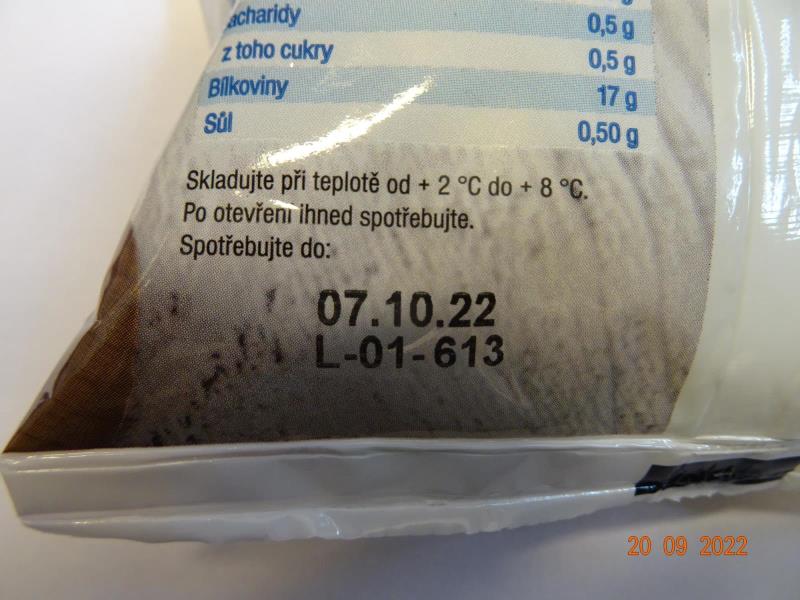 acharidy 0,5 g
z toho cukry 0,5 g
Bílkoviny 17 g
Sůl 0,50 g
Skladujte při teplotě od + 2 °C do + 8 °C.
Po otevření ihned spotřebujte.
Spotřebujte do:
07.10.22
L-01-613
20 09 2022